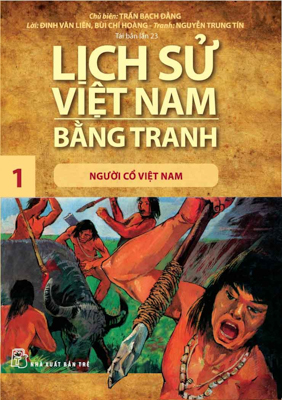 Chủ biên: TRẦN BẠCH ĐẰNG
Lời: ĐINH VĂN LIÊN, BÙI CHÍ HOÀNG - Tranh: NGUYỄN TRUNG TÍN
Tái bản lần 23
LỊCH SỬ
VIỆT NAM
BẰNG TRANH
1
NGƯỜI CỔ VIỆT NAM
NHÀ XUẤT BẢN TRẺ